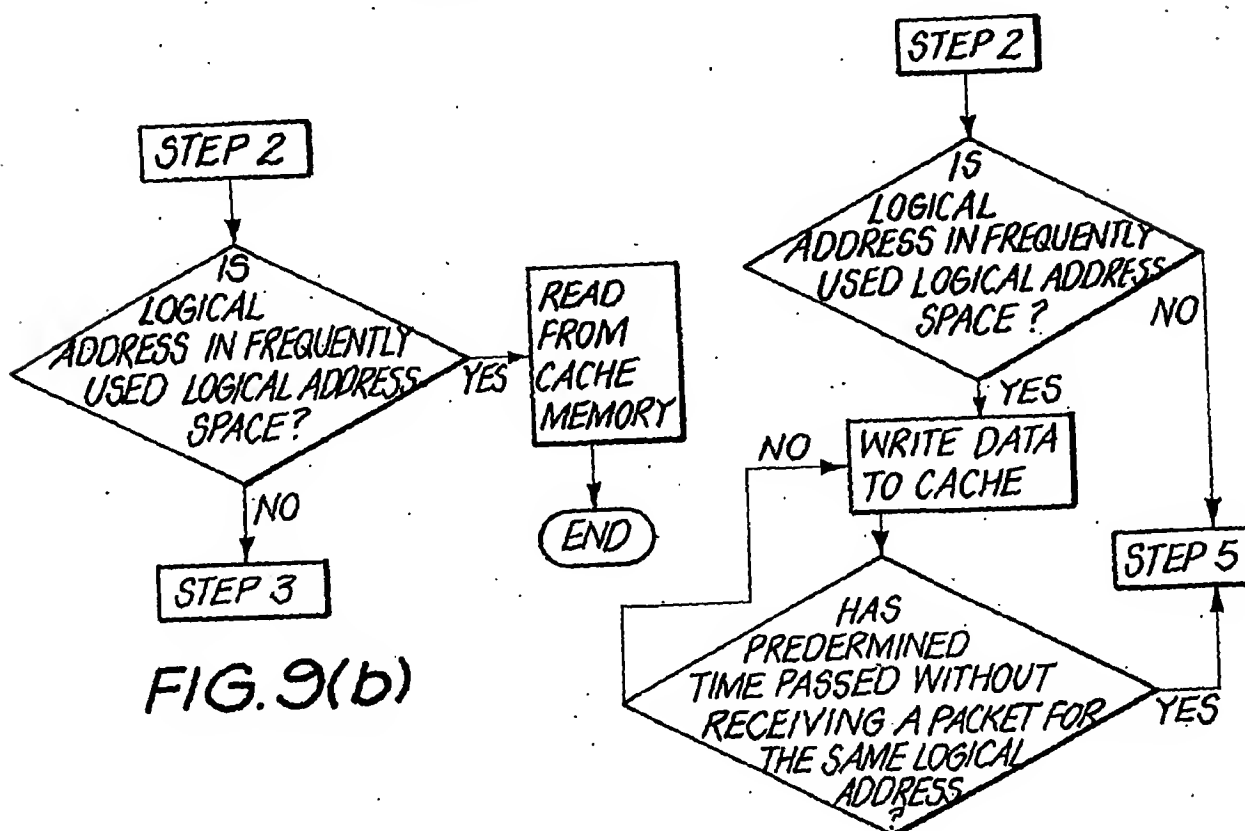 STEP 2
IS
LOGICAL
ADDRESS IN FREQUENTLY
USED LOGICAL ADDRESS
SPACE?
YES
READ
FROM
CACHE
MEMORY
END
NO
STEP 3
FIG. 9(b)
STEP 2
IS
LOGICAL
ADDRESS IN FREQUENTLY
USED LOGICAL ADDRESS
SPACE?
NO
YES
NO
WRITE DATA
TO CACHE
STEP 5
HAS
PREDERMINED
TIME PASSED WITHOUT
RECEIVING A PACKET FOR
THE SAME LOGICAL
ADDRESS
?
YES